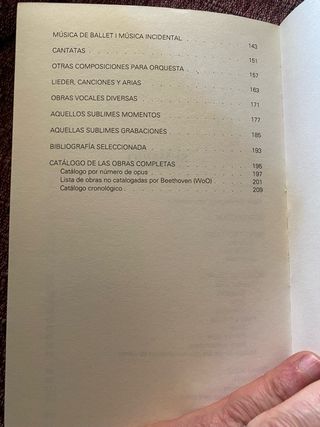 MÚSICA DE BALLET I MÚSICA INCIDENTAL 143
CANTATAS 151
OTRAS COMPOSICIONES PARA ORQUESTA 157
LIEDER, CANCIONES Y ARIAS 163
OBRAS VOCALES DIVERSAS 171
AQUELLOS SUBLIMES MOMENTOS 177
AQUELLAS SUBLIMES GRABACIONES 185
BIBLIOGRAFÍA SELECCIONADA 193
CATÁLOGO DE LAS OBRAS COMPLETAS 195
Catálogo por número de opus 197
Lista de obras no catalogadas por Beethoven (WoO) 201
Catálogo cronológico 209